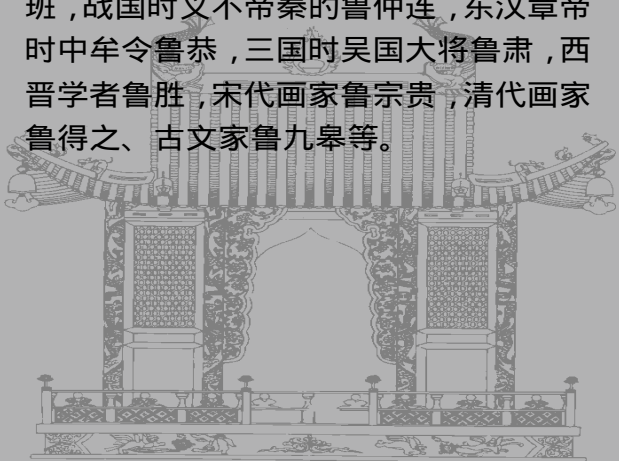 班,战国时义不帝秦的鲁仲连,东汉章帝
时中牟令鲁恭,三国时吴国大将鲁肃,西
晋学者鲁胜,宋代画家鲁宗贵,清代画家
鲁得之、古文家鲁九皋等。